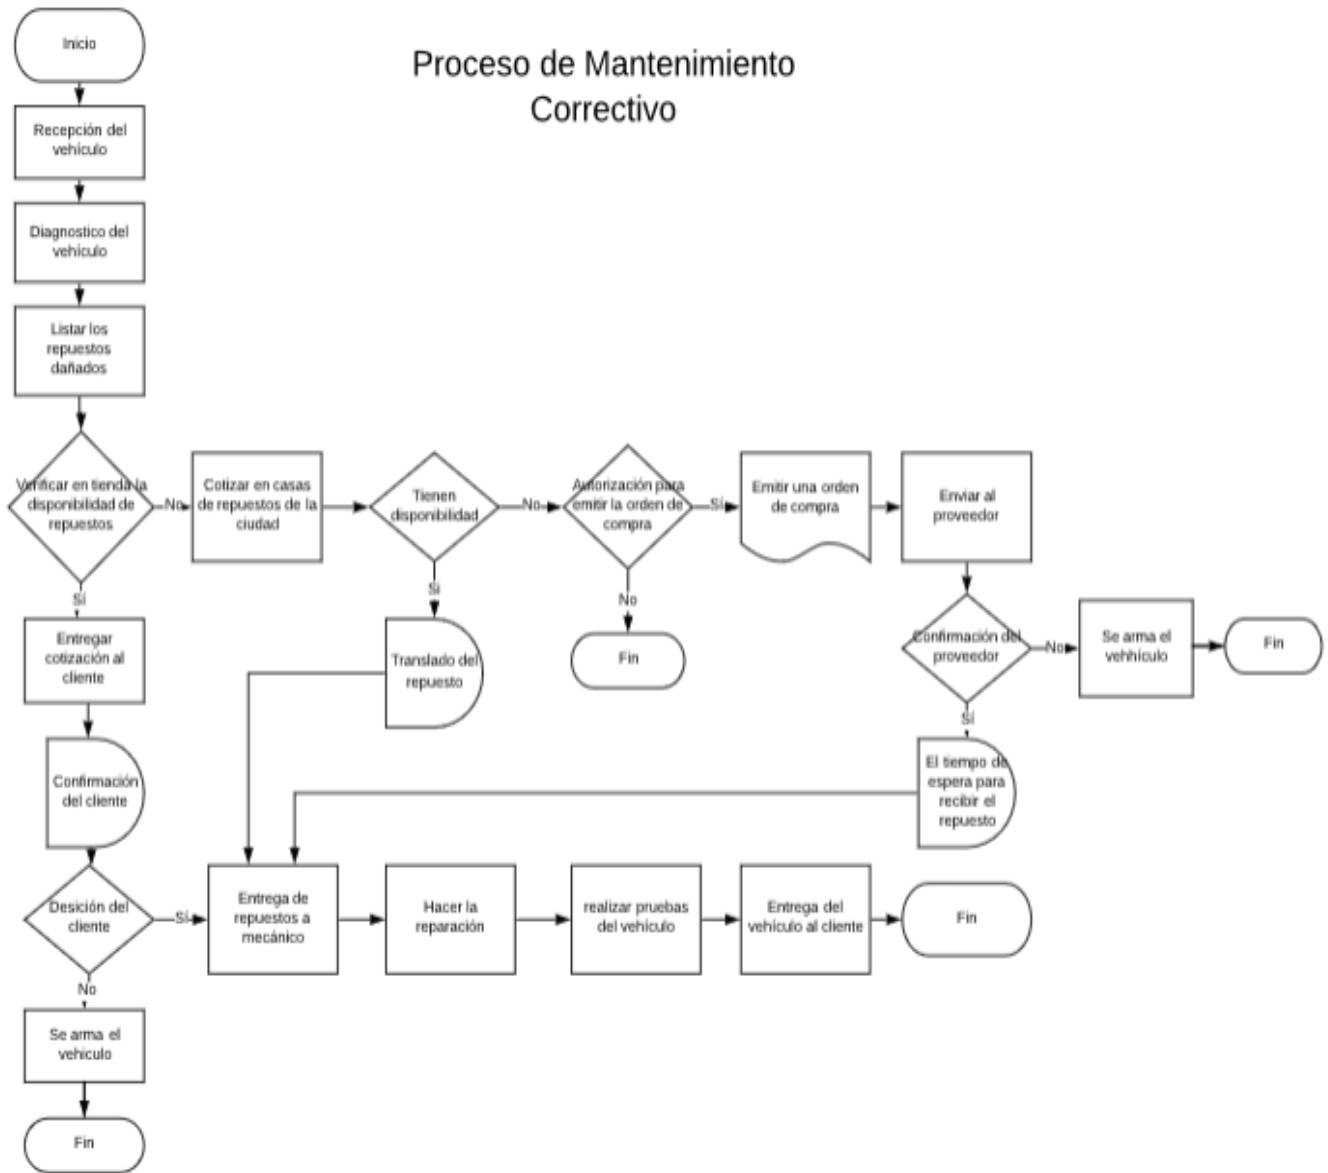 Inicio
Proceso de Mantenimiento
Correctivo
Recepción del
vehículo
Diagnostico del
vehículo
Listar los
repuestos
dañados
Verificar en tienda la
disponibilidad de
repuestos
No
Cotizar en casas
de repuestos de la
ciudad
Tienen
disponibilidad
No
Autorización para
emitir la orden de
compra
Sí
Emitir una orden
de compra
Enviar al
proveedor
Sí
Si
No
Entregar
cotización al
cliente
Translado del
repuesto
Fin
Confirmación del
proveedor
No
Se arma el
vehhículo
Fin
Sí
Confirmación
del cliente
El tiempo de
espera para
recibir el
repuesto
Desición del
cliente
Sí
Entrega de
repuestos a
mecánico
Hacer la
reparación
realizar pruebas
del vehículo
Entrega del
vehículo al cliente
Fin
No
Se arma el
vehiculo
Fin